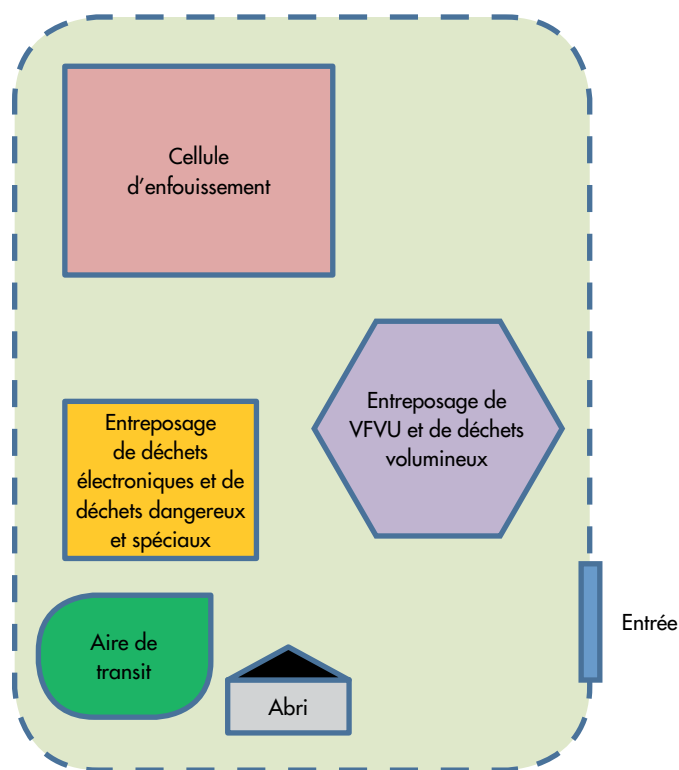 Cellule
d'enfouissement
Entreposage de
VFVU et de déchets
volumineux
Entreposage
de déchets
électroniques et de
déchets dangereux
et spéciaux
Entrée
Aire de
transit
Abri